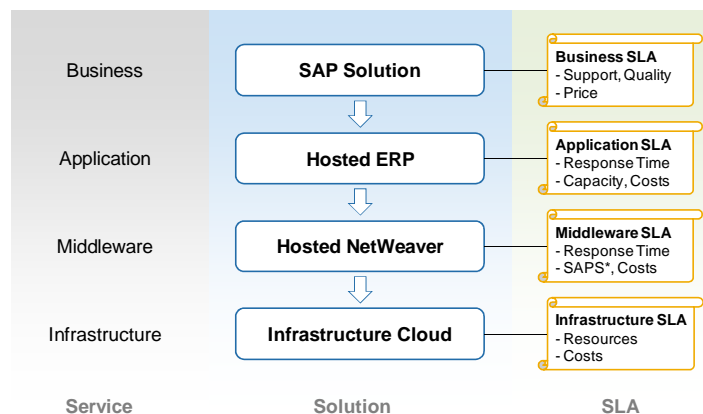 Business
SAP Solution
Business SLA
- Support, Quality
- Price
Application
Hosted ERP
Application SLA
- Response Time
- Capacity, Costs
Middleware
Hosted NetWeaver
Middleware SLA
- Response Time
- SAPS*, Costs
Infrastructure
Infrastructure Cloud
Infrastructure SLA
- Resources
- Costs
Service
Solution
SLA